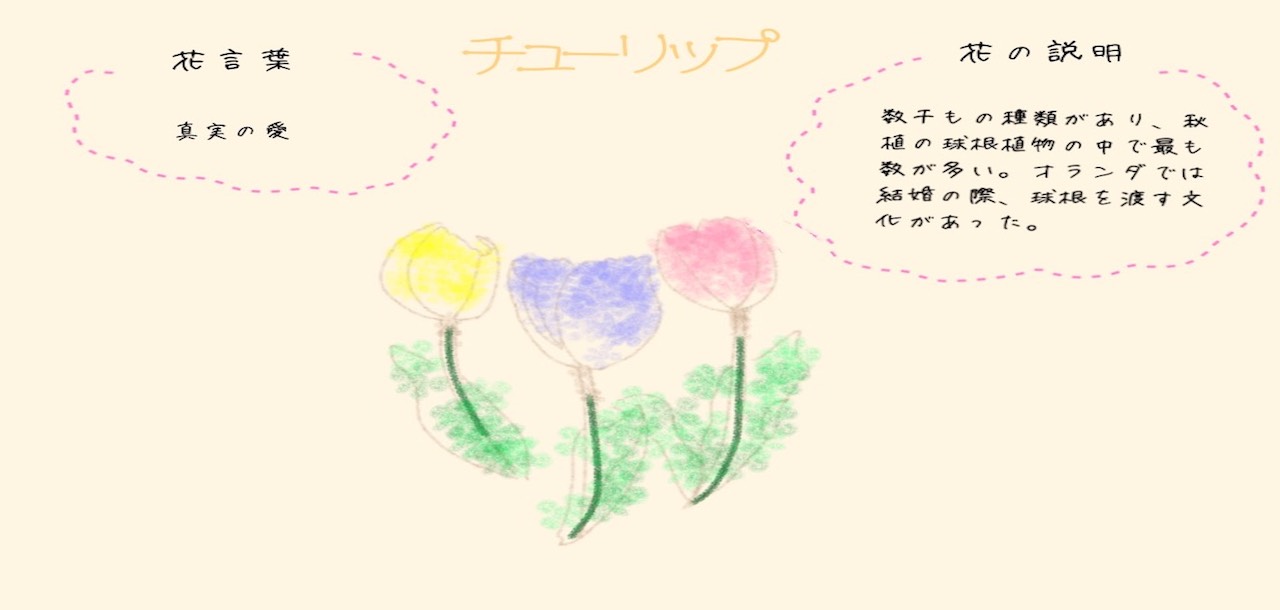 チューリップ
花言葉
真実の愛
花の説明
数千もの種類があり、秋
植の球根植物の中で最も
数が多い。オランダでは
結婚の際、球根を渡す文
化があった。